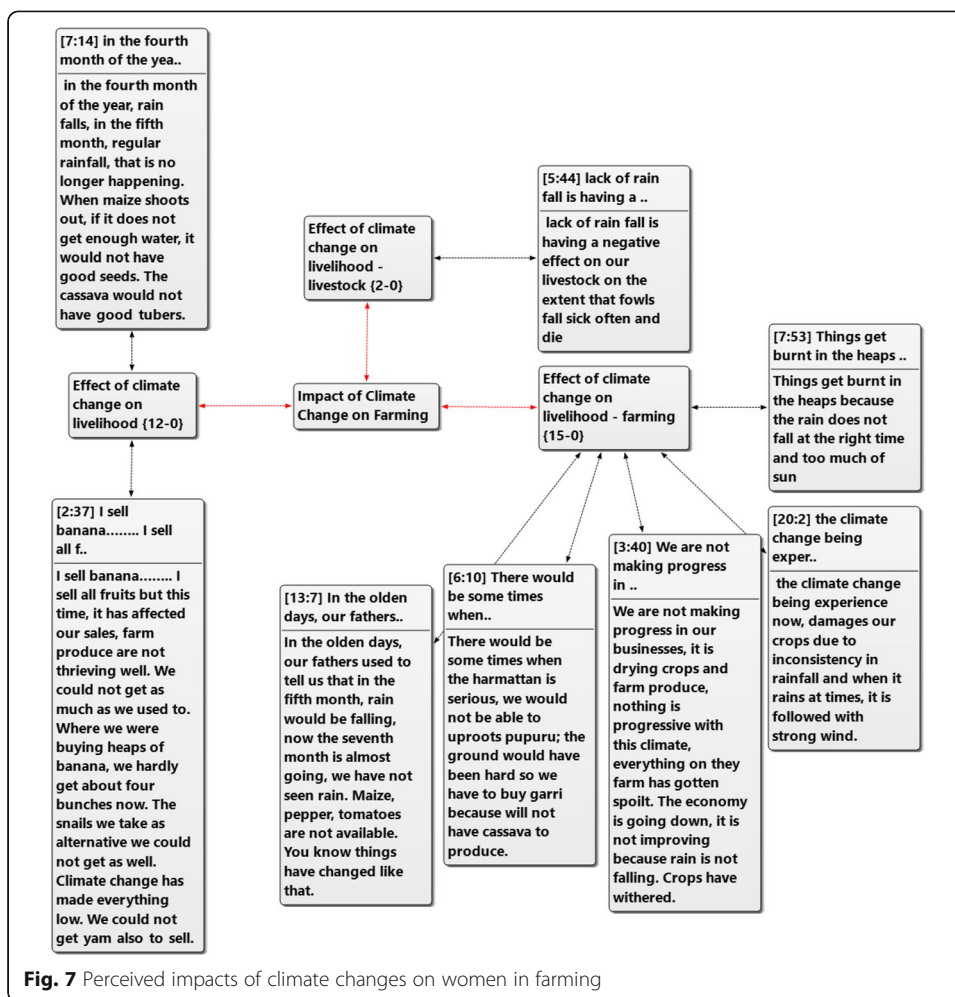 [7:14] in the fourth
month of the yea..
in the fourth month
of the year, rain
falls, in the fifth
month, regular
rainfall, that is no
longer happening.
When maize shoots
out, if it does not
get enough water, it
would not have
good seeds. The
cassava would not
have good tubers.
Effect of climate
change on
livelihood -
livestock {2-0}
[5:44] lack of rain
fall is having a ..
lack of rain fall is
having a negative
effect on our
livestock on the
extent that fowls
fall sick often and
die
Effect of climate
change on
livelihood {12-0}
Impact of Climate
Change on Farming
Effect of climate
change on
livelihood - farming
{15-0}
[7:53] Things get
burnt in the heaps ..
Things get burnt in
the heaps because
the rain does not
fall at the right time
and too much of
sun
[2:37] I sell
banana........ I sell
all f..
I sell banana........ I
sell all fruits but this
time, it has affected
our sales, farm
produce are not
thrieving well. We
could not get as
much as we used to.
Where we were
buying heaps of
banana, we hardly
get about four
bunches now. The
snails we take as
alternative we could
not get as well.
Climate change has
made everything
low. We could not
get yam also to sell.
[13:7] In the olden
days, our fathers..
In the olden days,
our fathers used to
tell us that in the
fifth month, rain
would be falling,
now the seventh
month is almost
going, we have not
seen rain. Maize,
pepper, tomatoes
are not available.
You know things
have changed like
that.
[6:10] There would
be some times
when..
There would be
some times when
the harmattan is
serious, we would
not be able to
uproots pupuru; the
ground would have
been hard so we
have to buy garri
because will not
have cassava to
produce.
[3:40] We are not
making progress
in ..
We are not making
progress in our
businesses, it is
drying crops and
farm produce,
nothing is
progressive with
this climate,
everything on they
farm has gotten
spoilt. The economy
is going down, it is
not improving
because rain is not
falling. Crops have
withered.
[20:2] the climate
change being
exper..
the climate change
being experience
now, damages our
crops due to
inconsistency in
rainfall and when it
rains at times, it is
followed with
strong wind.
Fig. 7 Perceived impacts of climate changes on women in farming